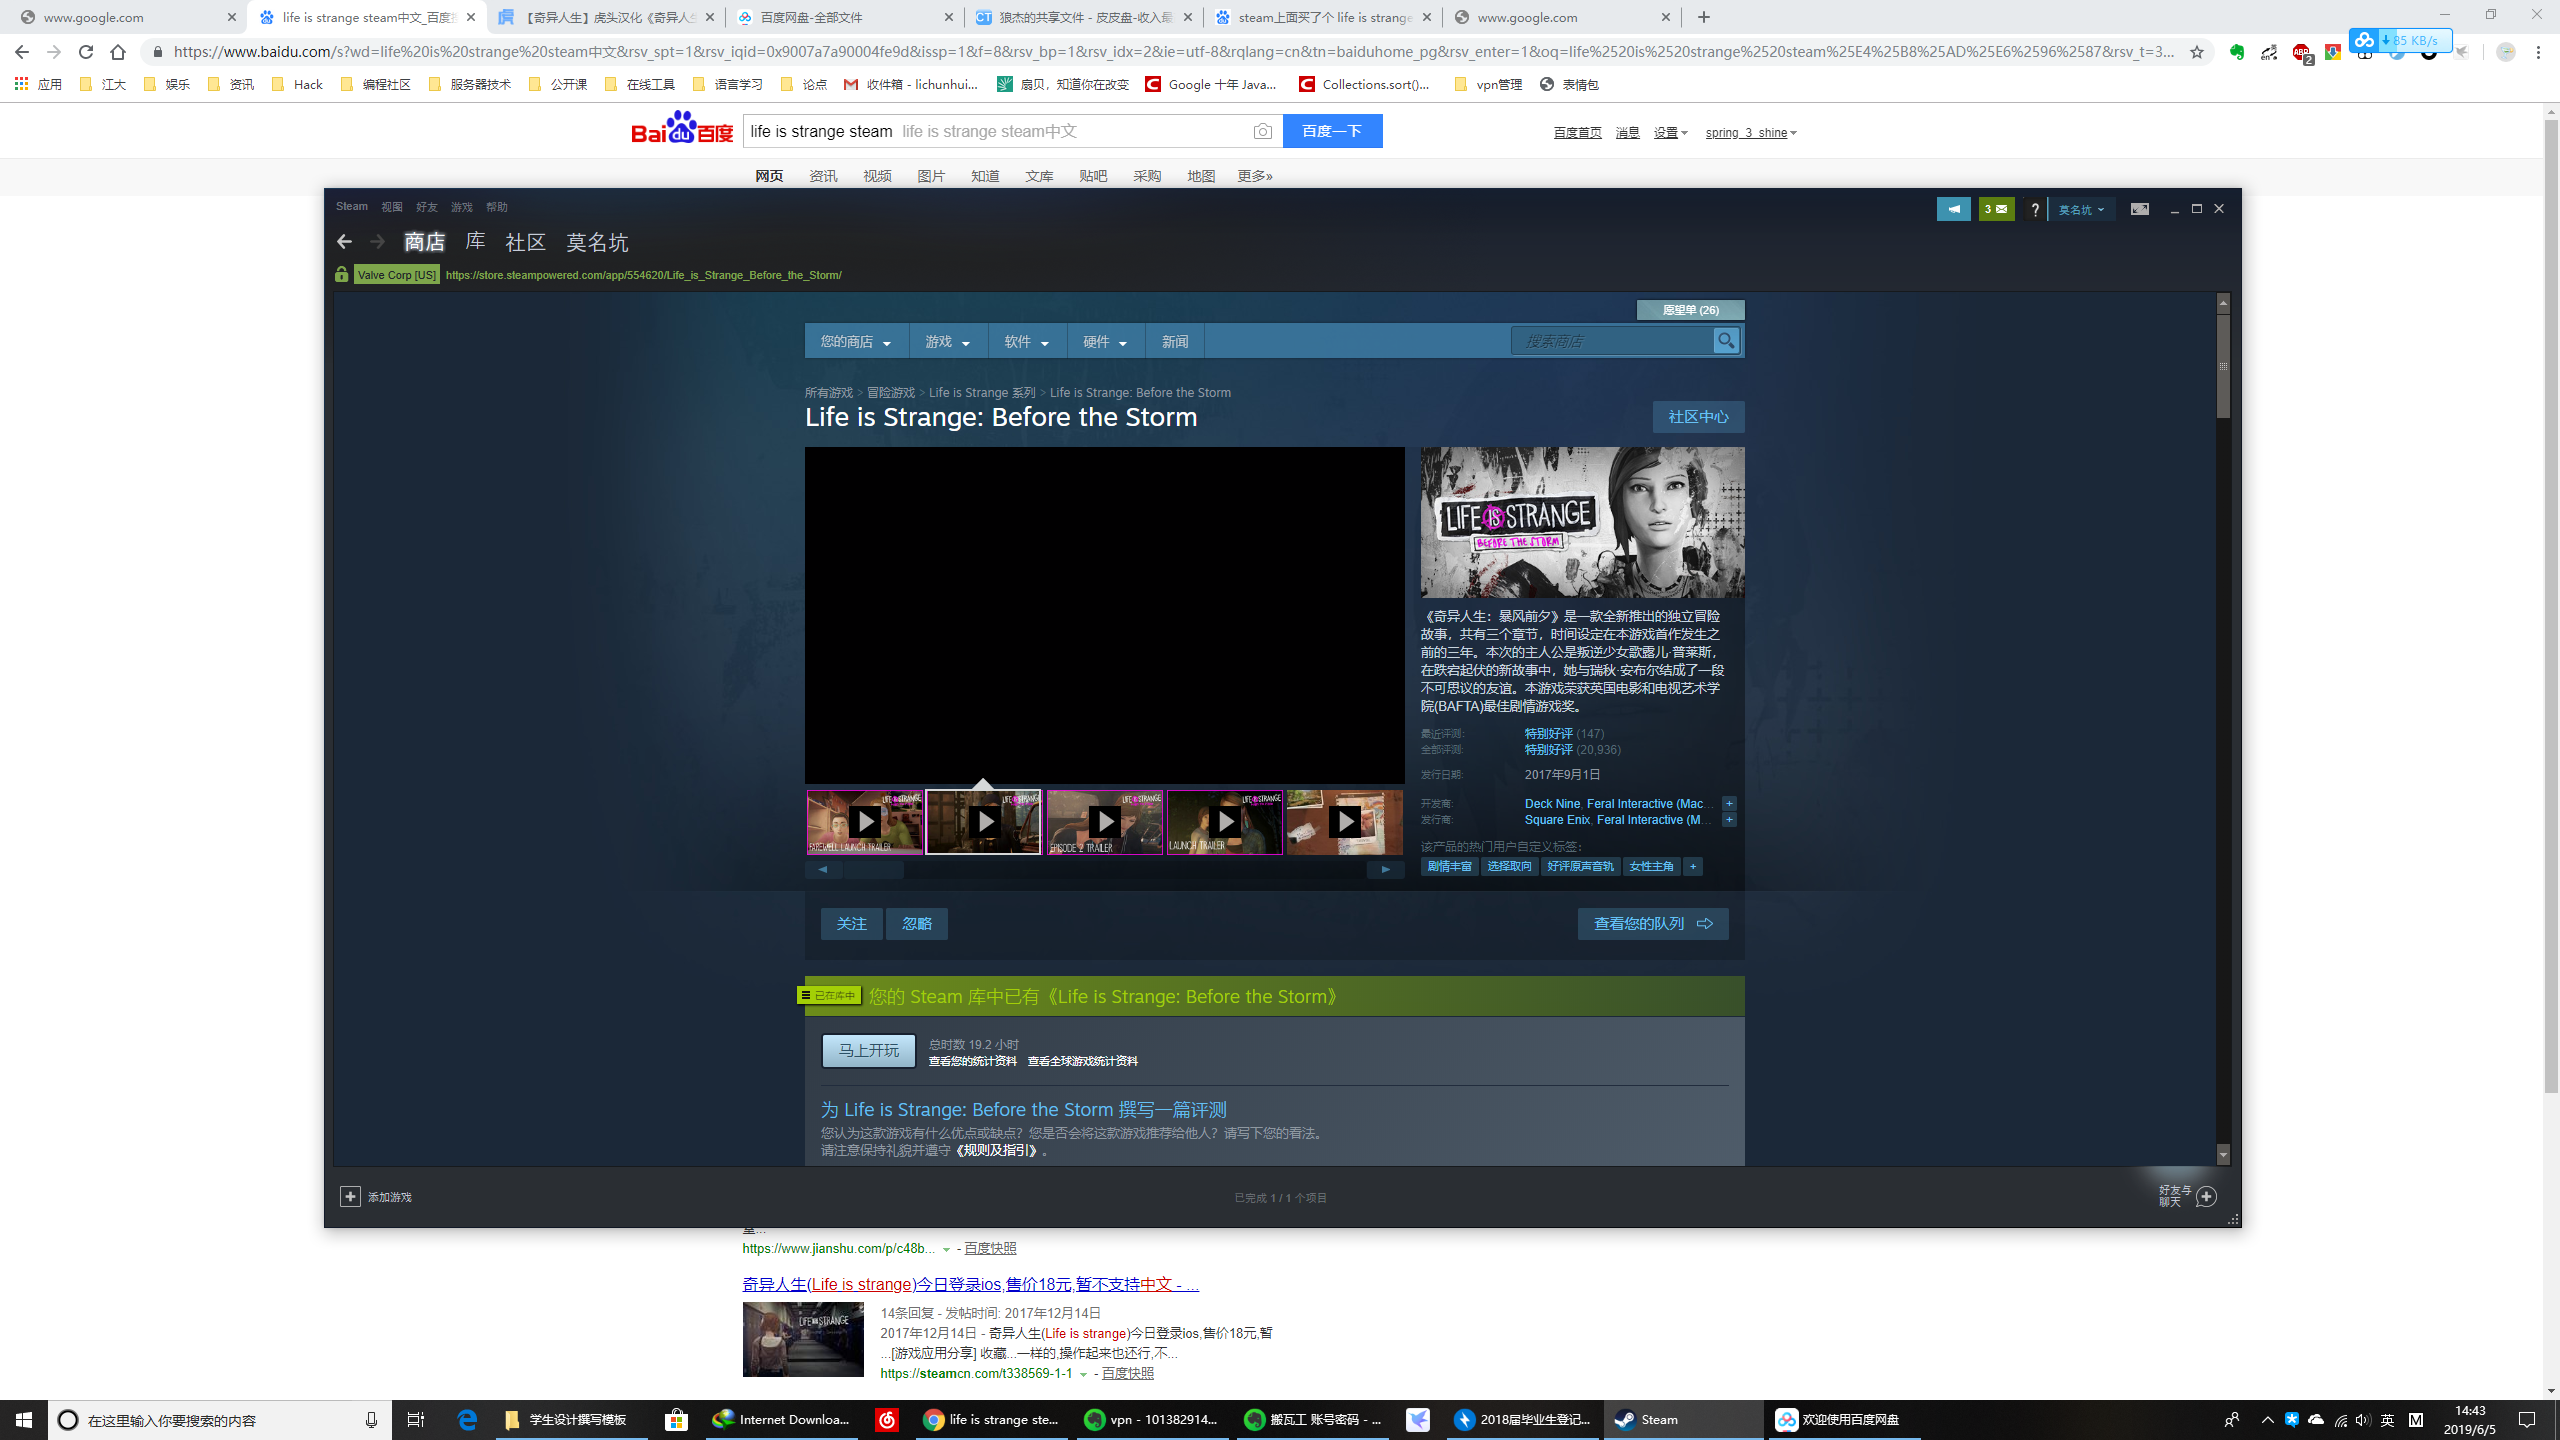 www.google.com
life is strange steam中文_百度搜
【奇异人生】虎头汉化《奇异人生
百度网盘-全部文件
狼杰的共享文件 - 皮皮盘-收入最
steam上面买了个 life is strange
www.google.com
https://www.baidu.com/s?wd=life%20is%20strange%20steam中文&rsv_spt=1&rsv_iqid=0x9007a7a90004fe9d&issp=1&f=8&rsv_bp=1&rsv_idx=2&ie=utf-8&rqlang=cn&tn=baiduhome_pg&rsv_enter=1&oq=life%2520is%2520strange%2520steam%25E4%25B8%25AD%25E6%2596%2587&rsv_t=3...
85 KB/s
应用 江大 娱乐 资讯 Hack 编程社区 服务器技术 公开课 在线工具 语言学习 论点 收件箱 - lichunhui... 扇贝，知道你在改变 Google 十年 Java... Collections.sort()... vpn管理 表情包
Bai du 百度
life is strange steam life is strange steam中文
百度一下
百度首页 消息 设置 spring_3_shine
网页 资讯 视频 图片 知道 文库 贴吧 采购 地图 更多»
Steam 视图 好友 游戏 帮助
3
?
莫名坑
商店 库 社区 莫名坑
Valve Corp [US] https://store.steampowered.com/app/554620/Life_is_Strange_Before_the_Storm/
愿望单 (26)
您的商店 游戏 软件 硬件 新闻
搜索商店
所有游戏 > 冒险游戏 > Life is Strange 系列 > Life is Strange: Before the Storm
Life is Strange: Before the Storm
社区中心
LIFE IS STRANGE
BEFORE THE STORM
《奇异人生：暴风前夕》是一款全新推出的独立冒险
故事，共有三个章节，时间设定在本游戏首作发生之
前的三年。本次的主人公是叛逆少女歌露儿·普莱斯，
在跌宕起伏的新故事中，她与瑞秋·安布尔结成了一段
不可思议的友谊。本游戏荣获英国电影和电视艺术学
院(BAFTA)最佳剧情游戏奖。
最近评测: 特别好评 (147)
全部评测: 特别好评 (20,936)
发行日期: 2017年9月1日
开发商: Deck Nine, Feral Interactive (Mac... +
发行商: Square Enix, Feral Interactive (M... +
该产品的热门用户自定义标签:
剧情丰富 选择取向 好评原声音轨 女性主角 +
LIFE IS STRANGE
FAREWELL LAUNCH TRAILER
LIFE IS STRANGE
LIFE IS STRANGE
EPISODE 2 TRAILER
LIFE IS STRANGE
LAUNCH TRAILER
关注 忽略
查看您的队列
已在库中
您的 Steam 库中已有《Life is Strange: Before the Storm》
马上开玩
总时数 19.2 小时
查看您的统计资料 查看全球游戏统计资料
为 Life is Strange: Before the Storm 撰写一篇评测
您认为这款游戏有什么优点或缺点？您是否会将这款游戏推荐给他人？请写下您的看法。
请注意保持礼貌并遵守《规则及指引》。
添加游戏
已完成 1 / 1 个项目
好友与
聊天
https://www.jianshu.com/p/c48b... - 百度快照
奇异人生(Life is strange)今日登录ios,售价18元,暂不支持中文 - ...
LIFE IS STRANGE
14条回复 - 发帖时间: 2017年12月14日
2017年12月14日 - 奇异人生(Life is strange)今日登录ios,售价18元,暂
...[游戏应用分享] 收藏...一样的,操作起来也还行,不...
https://steamcn.com/t338569-1-1 - 百度快照
在这里输入你要搜索的内容
学生设计撰写模板
Internet Downloa...
life is strange ste...
vpn - 101382914...
搬瓦工 账号密码 - ...
2018届毕业生登记...
Steam
欢迎使用百度网盘
英
M
14:43
2019/6/5